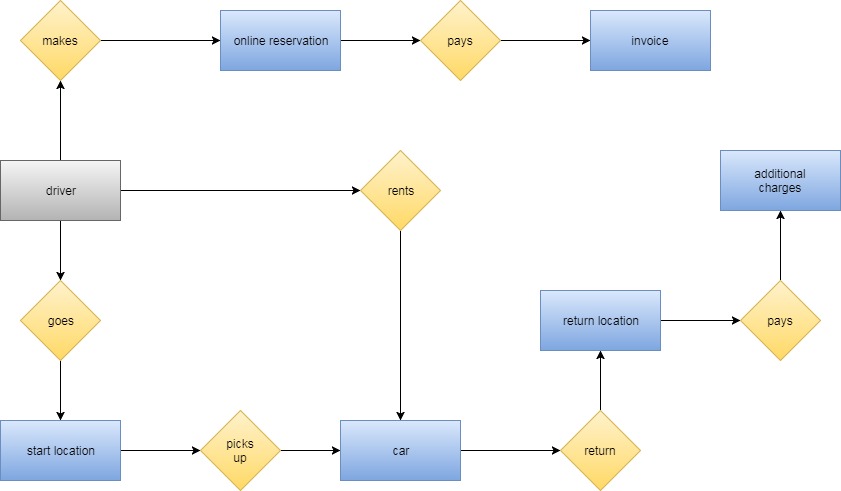 makes
online reservation
pays
invoice
driver
rents
additional
charges
goes
return location
pays
start location
picks
up
car
return